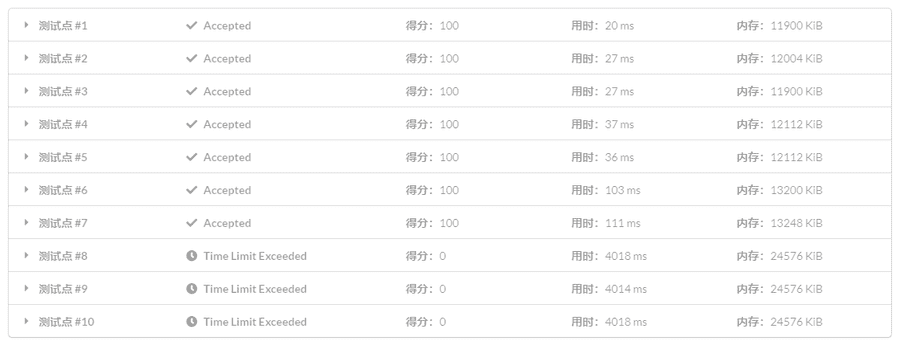 测试点 #1 Accepted 得分：100 用时：20 ms 内存：11900 KiB
测试点 #2 Accepted 得分：100 用时：27 ms 内存：12004 KiB
测试点 #3 Accepted 得分：100 用时：27 ms 内存：11900 KiB
测试点 #4 Accepted 得分：100 用时：37 ms 内存：12112 KiB
测试点 #5 Accepted 得分：100 用时：36 ms 内存：12112 KiB
测试点 #6 Accepted 得分：100 用时：103 ms 内存：13200 KiB
测试点 #7 Accepted 得分：100 用时：111 ms 内存：13248 KiB
测试点 #8 Time Limit Exceeded 得分：0 用时：4018 ms 内存：24576 KiB
测试点 #9 Time Limit Exceeded 得分：0 用时：4014 ms 内存：24576 KiB
测试点 #10 Time Limit Exceeded 得分：0 用时：4018 ms 内存：24576 KiB